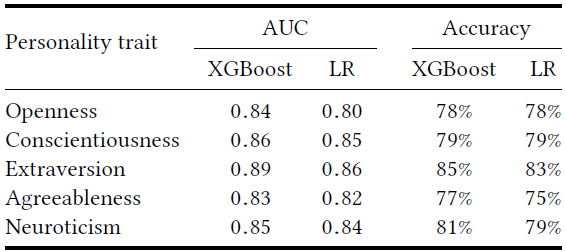 Personality trait AUC Accuracy
XGBoost LR XGBoost LR
Openness 0.84 0.80 78% 78%
Conscientiousness 0.86 0.85 79% 79%
Extraversion 0.89 0.86 85% 83%
Agreeableness 0.83 0.82 77% 75%
Neuroticism 0.85 0.84 81% 79%